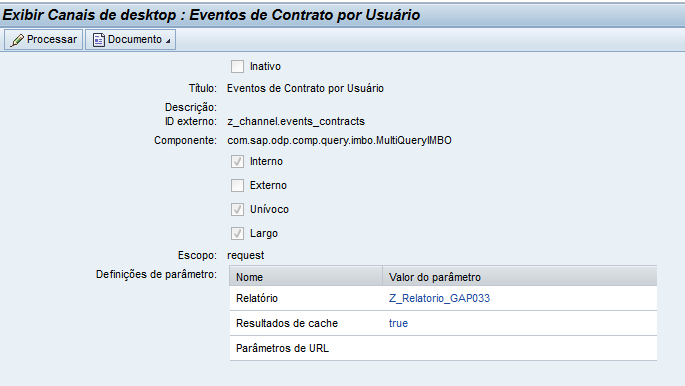 Exibir Canais de desktop : Eventos de Contrato por Usuário
Processar Documento
Inativo
Título: Eventos de Contrato por Usuário
Descrição:
ID externo: z_channel.events_contracts
Componente: com.sap.odp.comp.query.imbo.MultiQueryIMBO
Interno
Externo
Unívoco
Largo
Escopo: request
Definições de parâmetro: Nome Valor do parâmetro
Relatório Z_Relatorio_GAP033
Resultados de cache true
Parâmetros de URL